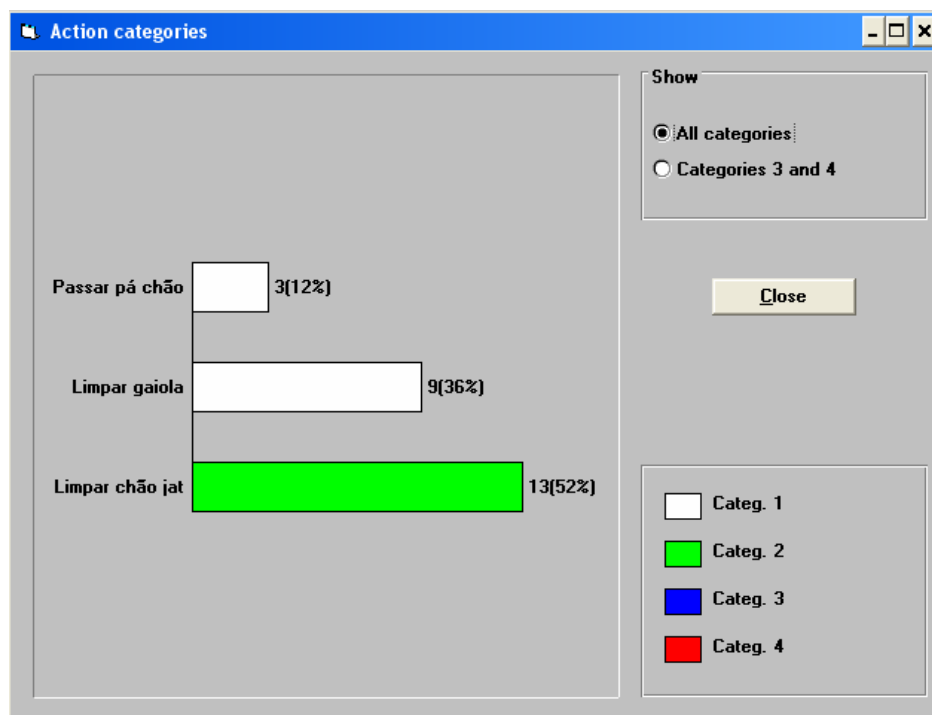 Action categories
Show
All categories
Categories 3 and 4
Close
Passar pá chão 3(12%)
Limpar gaiola 9(36%)
Limpar chão jat 13(52%)
Categ. 1
Categ. 2
Categ. 3
Categ. 4